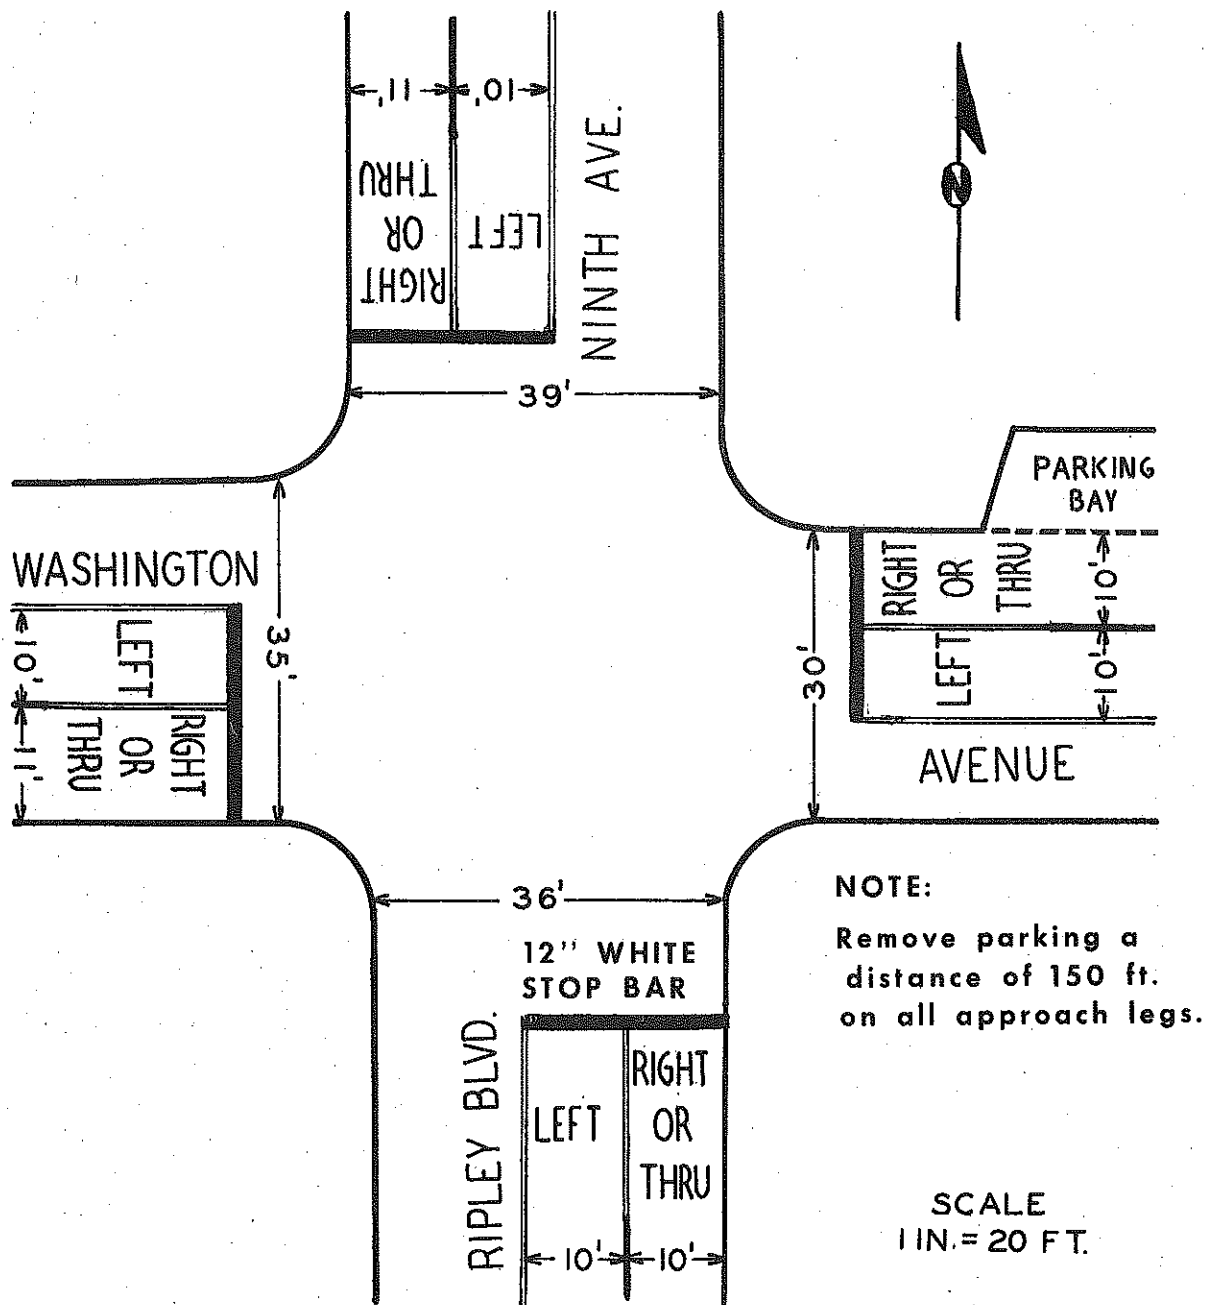 11'
10'
THRU
OR
RIGHT
LEFT
NINTH AVE.
N
39'
PARKING
BAY
WASHINGTON
LEFT
RIGHT
OR
THRU
10'
11'
35'
30'
RIGHT
OR
THRU
LEFT
10'
10'
AVENUE
36'
12" WHITE
STOP BAR
RIPLEY BLVD.
LEFT
RIGHT
OR
THRU
10'
10'
NOTE:
Remove parking a
distance of 150 ft.
on all approach legs.
SCALE
1 IN. = 20 FT.